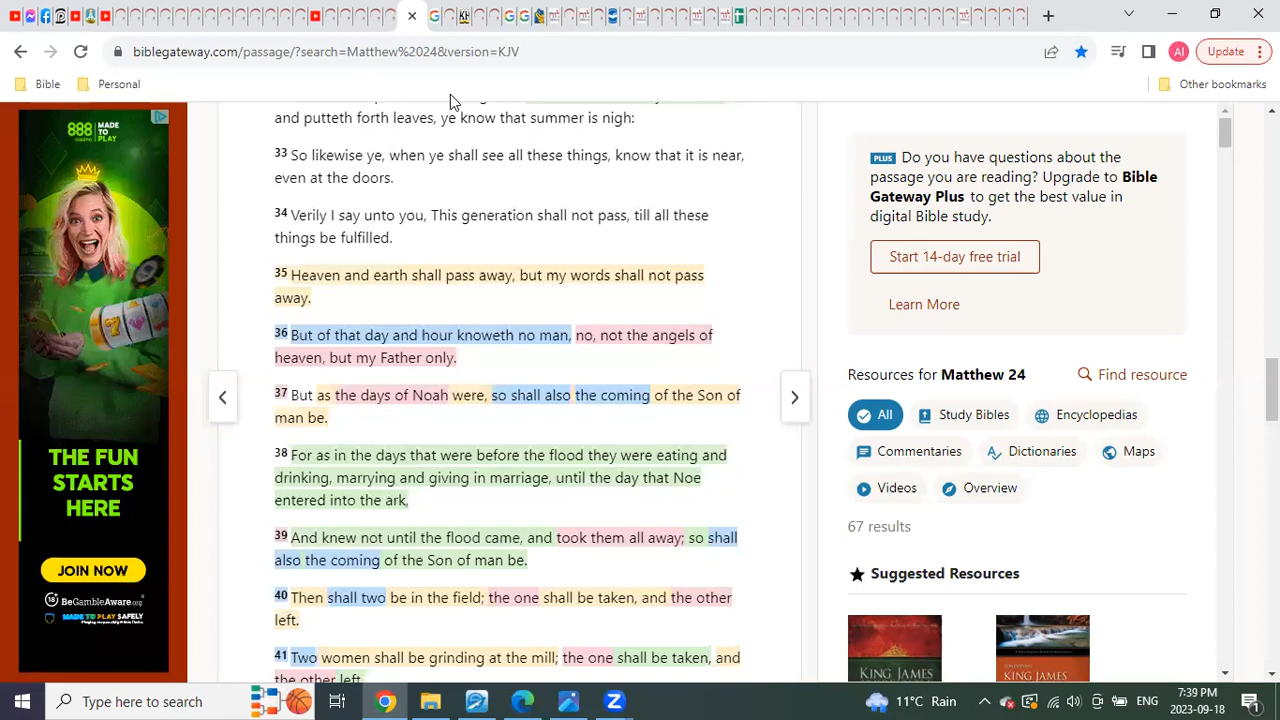 biblegateway.com/passage/?search=Matthew%2024&version=KJV
AI
Update
Bible
Personal
Other bookmarks
888
casino
MADE
TO
PLAY
THE FUN
STARTS
HERE
JOIN NOW
18 BeGambleAware.org
MADE TO PLAY SAFELY
and putteth forth leaves, ye know that summer is nigh:
33 So likewise ye, when ye shall see all these things, know that it is near,
even at the doors.
34 Verily I say unto you, This generation shall not pass, till all these
things be fulfilled.
35 Heaven and earth shall pass away, but my words shall not pass
away.
36 But of that day and hour knoweth no man, no, not the angels of
heaven, but my Father only.
37 But as the days of Noah were, so shall also the coming of the Son of
man be.
38 For as in the days that were before the flood they were eating and
drinking, marrying and giving in marriage, until the day that Noe
entered into the ark,
39 And knew not until the flood came, and took them all away; so shall
also the coming of the Son of man be.
40 Then shall two be in the field; the one shall be taken, and the other
left.
41 Two women shall be grinding at the mill; the one shall be taken, and
PLUS Do you have questions about the
passage you are reading? Upgrade to Bible
Gateway Plus to get the best value in
digital Bible study.
Start 14-day free trial
Learn More
Resources for Matthew 24
Find resource
All
Study Bibles
Encyclopedias
Commentaries
Dictionaries
Maps
Videos
Overview
67 results
Suggested Resources
KING JAMES
KING JAMES
Type here to search
11°C Rain
ENG
7:39 PM
2023-09-18
1